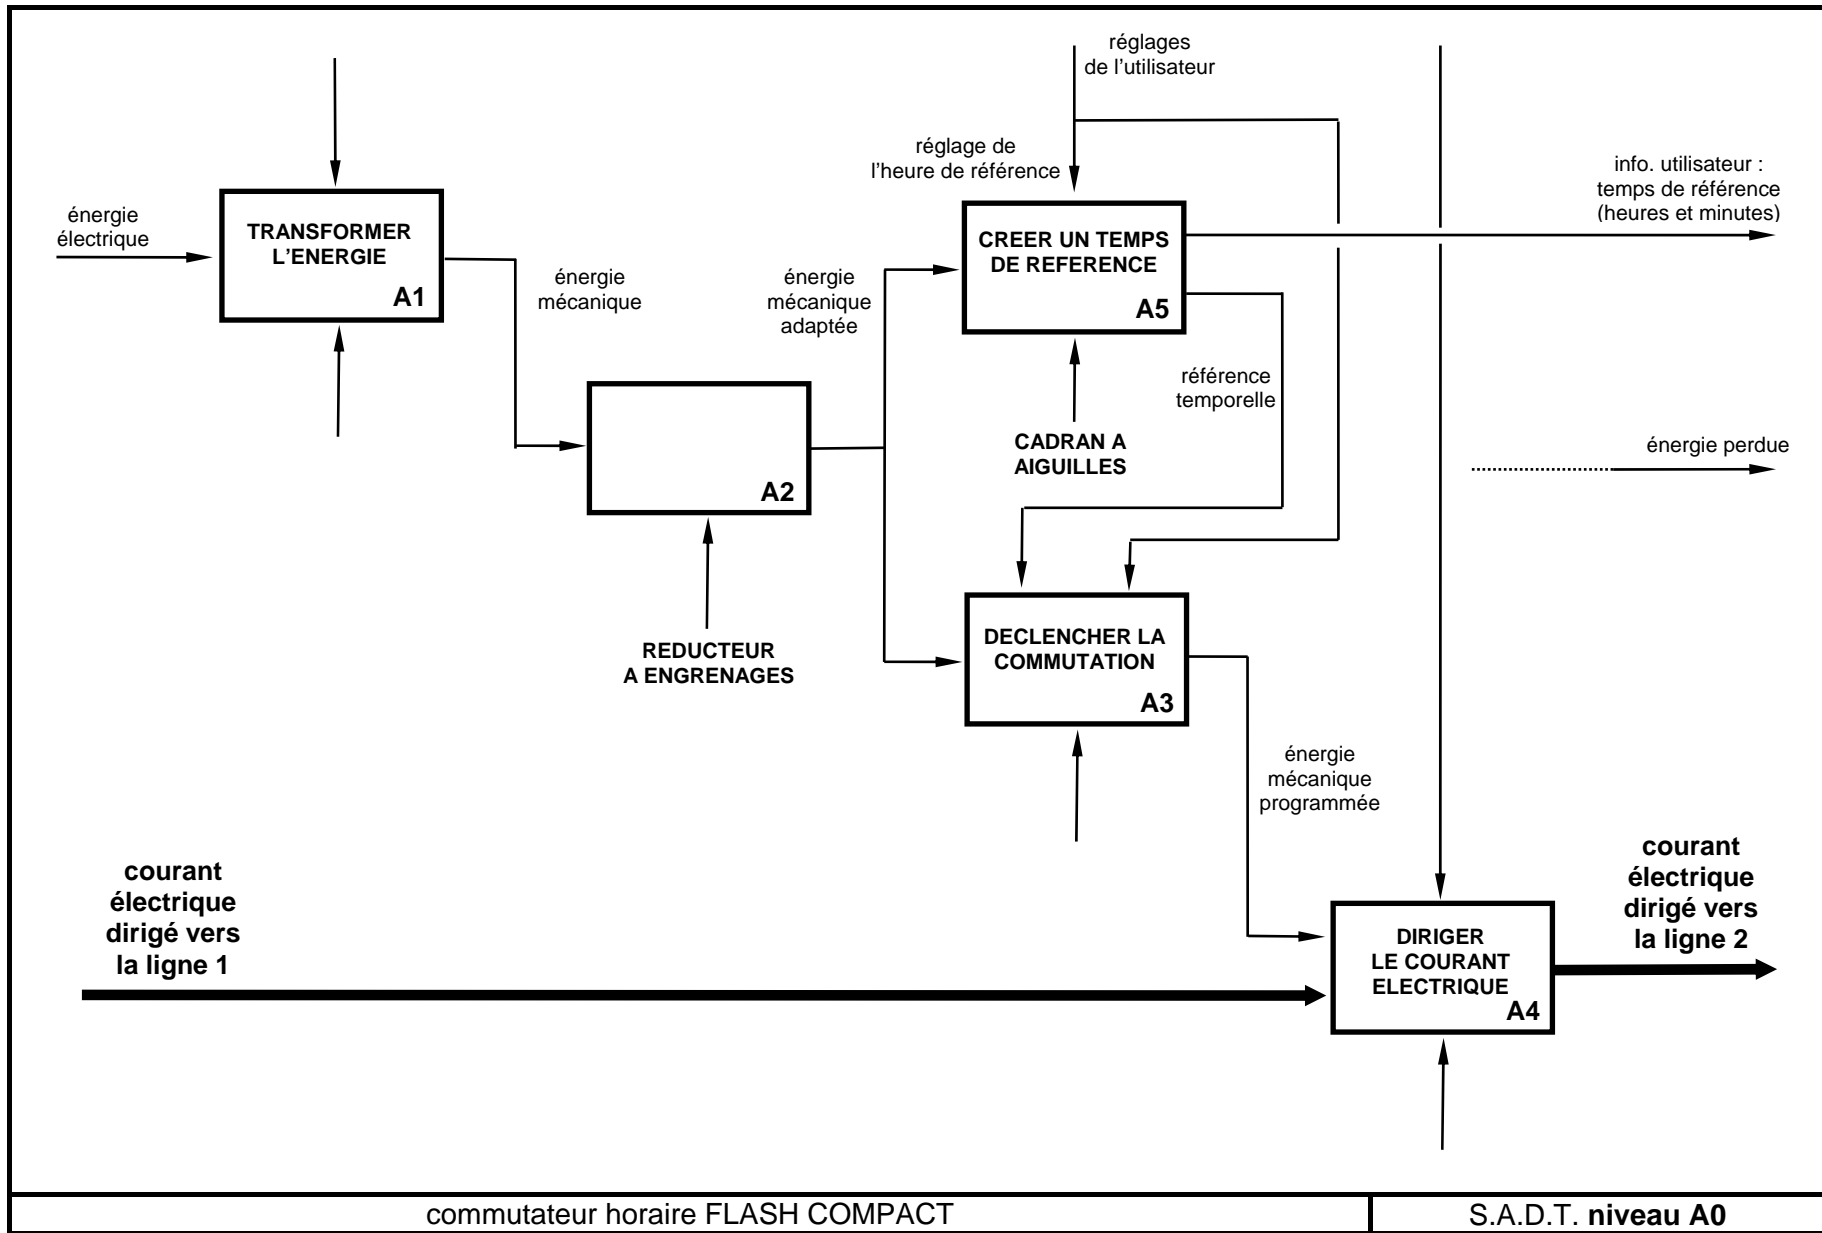 réglages
de l'utilisateur
réglage de
l'heure de référence
info. utilisateur :
temps de référence
(heures et minutes)
énergie
électrique
TRANSFORMER
L'ENERGIE
A1
énergie
mécanique
énergie
mécanique
adaptée
CREER UN TEMPS
DE REFERENCE
A5
référence
temporelle
CADRAN A
AIGUILLES
énergie perdue
A2
REDUCTEUR
A ENGRENAGES
DECLENCHER LA
COMMUTATION
A3
énergie
mécanique
programmée
courant
électrique
dirigé vers
la ligne 1
courant
électrique
dirigé vers
la ligne 2
DIRIGER
LE COURANT
ELECTRIQUE
A4
commutateur horaire FLASH COMPACT
S.A.D.T. niveau A0